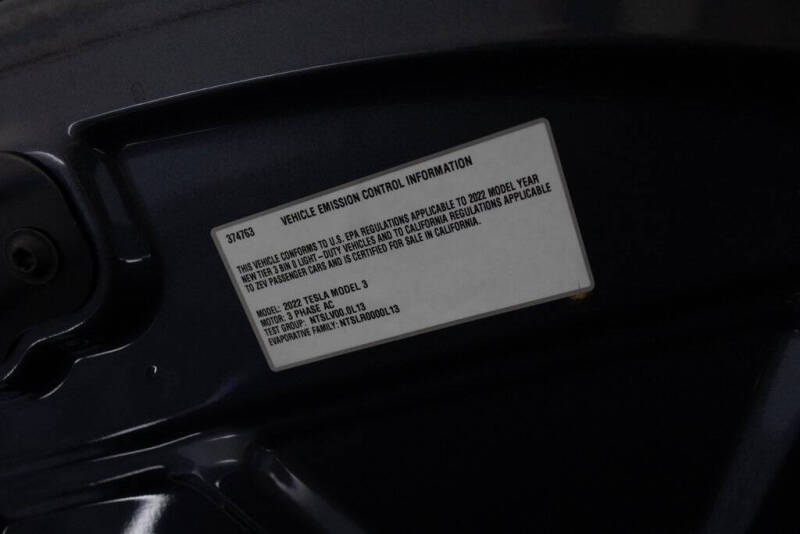 374763 VEHICLE EMISSION CONTROL INFORMATION
THIS VEHICLE CONFORMS TO U.S. EPA REGULATIONS APPLICABLE TO 2022 MODEL YEAR
NEW TIER 3 BIN 0 LIGHT-DUTY VEHICLES AND TO CALIFORNIA REGULATIONS APPLICABLE
TO ZEV PASSENGER CARS AND IS CERTIFIED FOR SALE IN CALIFORNIA.
MODEL: 2022 TESLA MODEL 3
MOTOR: 3 PHASE AC
TEST GROUP: NTSLV00.0L13
EVAPORATIVE FAMILY: NTSLR0000L13